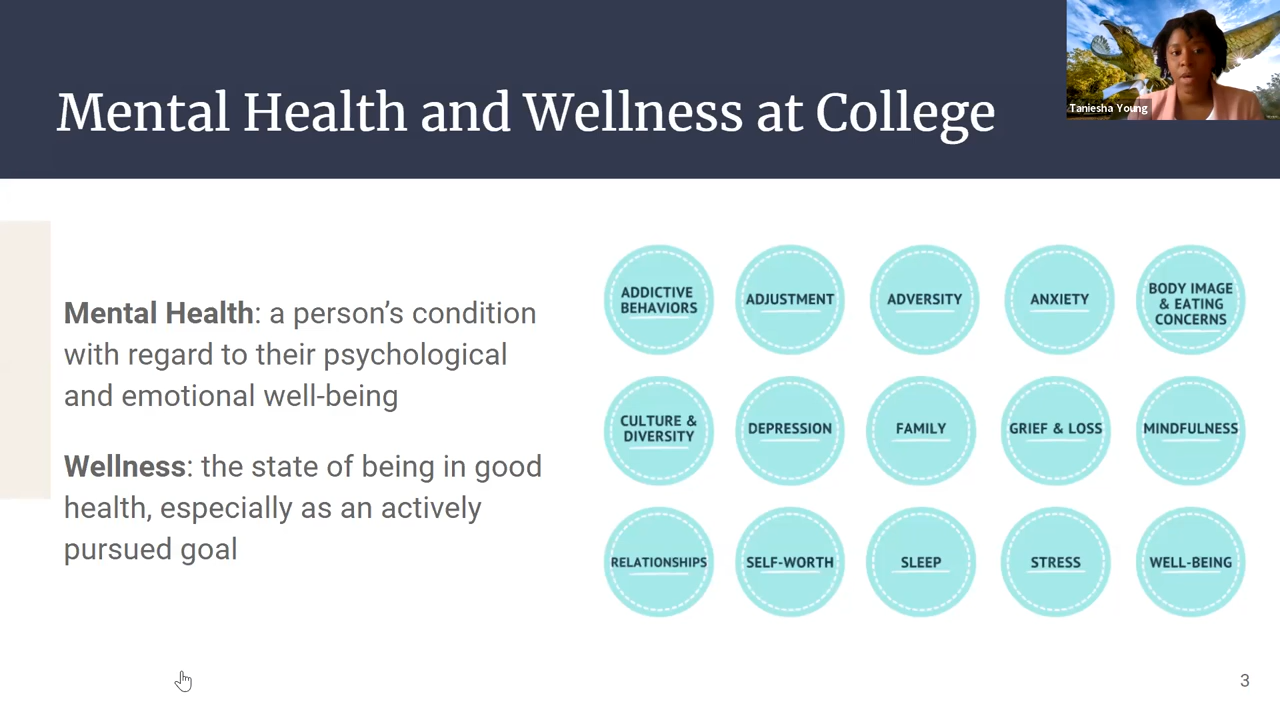 Mental Health and Wellness at College
Taniesha Young
Mental Health: a person’s condition
with regard to their psychological
and emotional well-being
Wellness: the state of being in good
health, especially as an actively
pursued goal
ADDICTIVE
BEHAVIORS
ADJUSTMENT
ADVERSITY
ANXIETY
BODY IMAGE
& EATING
CONCERNS
CULTURE &
DIVERSITY
DEPRESSION
FAMILY
GRIEF & LOSS
MINDFULNESS
RELATIONSHIPS
SELF-WORTH
SLEEP
STRESS
WELL-BEING
3